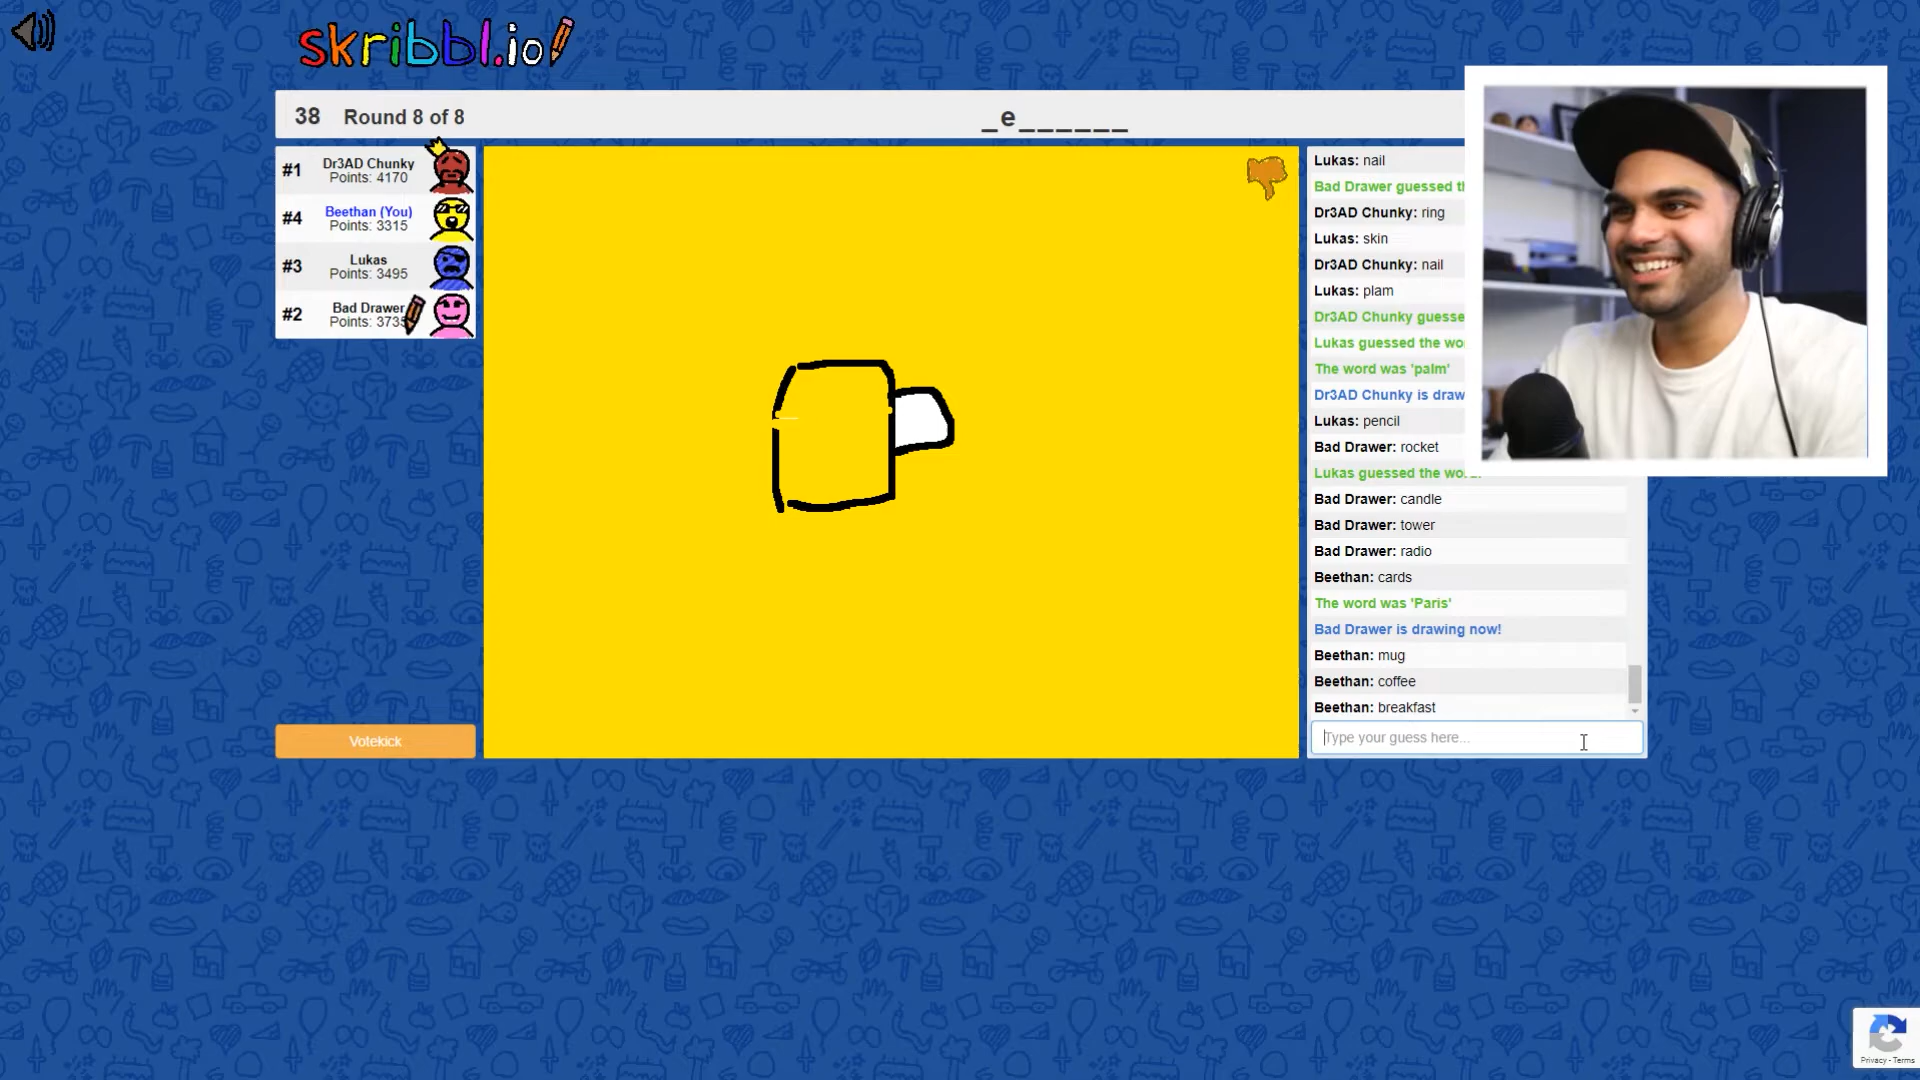 skribbl.io
38 Round 8 of 8
_e______
#1 Dr3AD Chunky
Points: 4170
#4 Beethan (You)
Points: 3315
#3 Lukas
Points: 3495
#2 Bad Drawer
Points: 3735
Votekick
Lukas: nail
Bad Drawer guessed th
Dr3AD Chunky: ring
Lukas: skin
Dr3AD Chunky: nail
Lukas: plam
Dr3AD Chunky guesse
Lukas guessed the wo
The word was 'palm'
Dr3AD Chunky is draw
Lukas: pencil
Bad Drawer: rocket
Lukas guessed the word!
Bad Drawer: candle
Bad Drawer: tower
Bad Drawer: radio
Beethan: cards
The word was 'Paris'
Bad Drawer is drawing now!
Beethan: mug
Beethan: coffee
Beethan: breakfast
Type your guess here...
Privacy - Terms